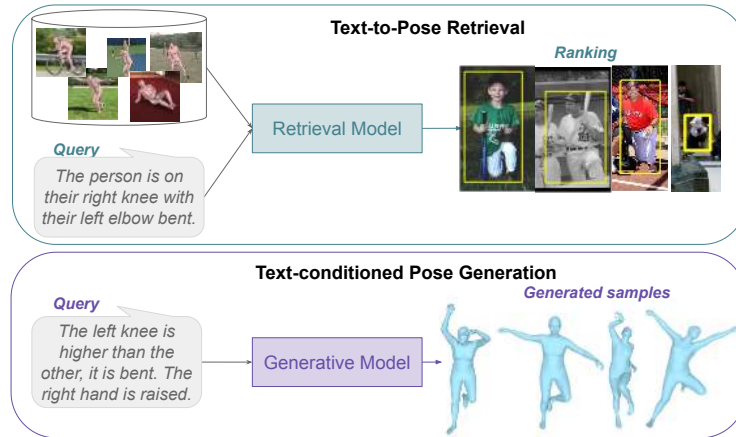 Text-to-Pose Retrieval
Ranking
Retrieval Model
Query
The person is on
their right knee with
their left elbow bent.
Text-conditioned Pose Generation
Query
Generated samples
The left knee is
higher than the
other, it is bent. The
right hand is raised.
Generative Model